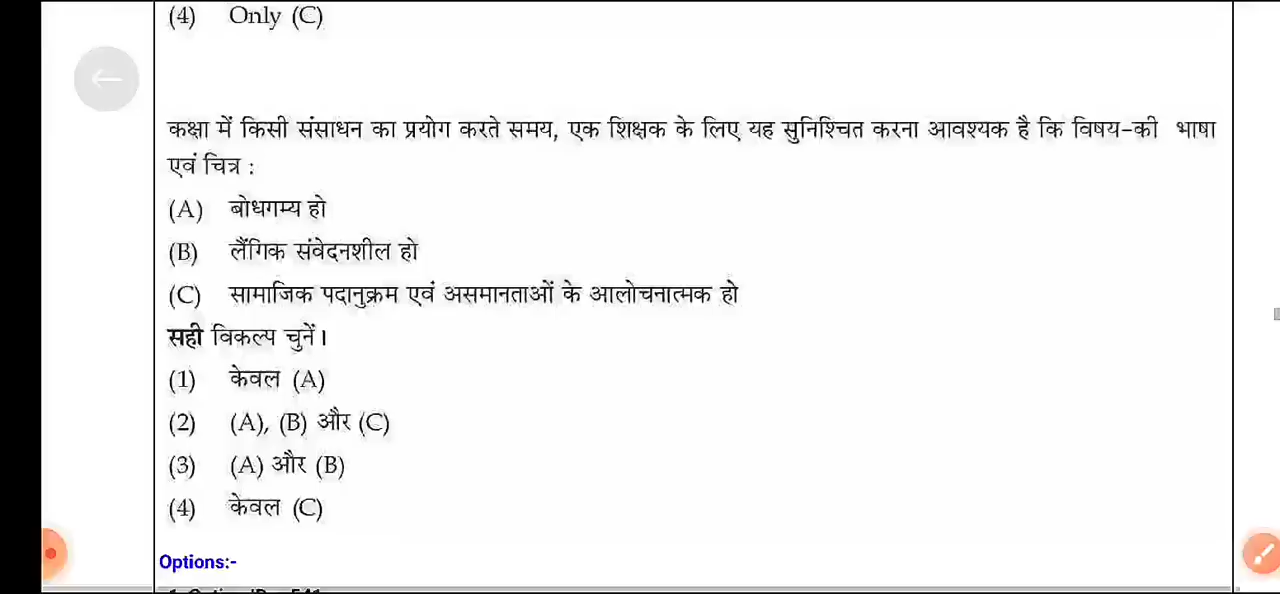 (4) Only (C)
कक्षा में किसी संसाधन का प्रयोग करते समय, एक शिक्षक के लिए यह सुनिश्चित करना आवश्यक है कि विषय-की भाषा
एवं चित्र :
(A) बोधगम्य हो
(B) लैंगिक संवेदनशील हो
(C) सामाजिक पदानुक्रम एवं असमानताओं के आलोचनात्मक हो
सही विकल्प चुनें।
(1) केवल (A)
(2) (A), (B) और (C)
(3) (A) और (B)
(4) केवल (C)
Options:-